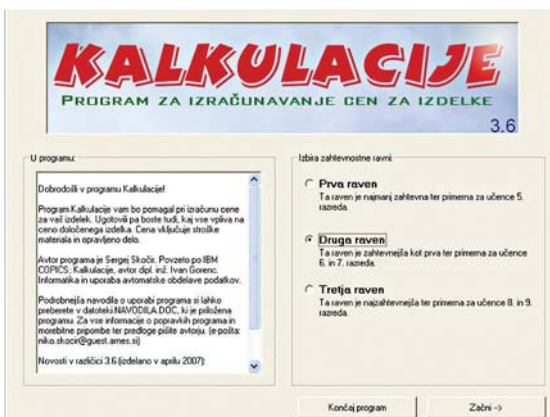 KALKULACIJE
PROGRAM ZA IZRAČUNAVANJE CEN ZA IZDELKE
3.6
U programu:
Dobrodošli v programu Kalkulacije!
Program Kalkulacije vam bo pomagal pri izračunu cene
za vaš izdelek. Ugotovili pa boste tudi, kaj vse vpliva na
ceno določenega izdelka. Cena vključuje stroške
materiala in opravljeno delo.
Avtor programa je Sergej Skočir. Povzeto po IBM
COPICS; Kalkulacije, avtor dipl. inž. Ivan Gorenc.
Informatika in uporaba avtomatske obdelave podatkov.
Podrobnejša navodila o uporabi programa si lahko
preberete v datoteki NAVODILA.DOC, ki je priložena
programu. Za vse informacije o popravkih programa in
morebitne pripombe ter predloge pišite avtorju. (e-pošta:
niko.skocir@guest.arnes.si)
Novosti v različici 3.6 (izdelano v aprilu 2007):
Izbira zahtevnostne ravni:
Prva raven
Ta raven je najmanj zahtevna ter primerna za učence 5.
razreda.
Druga raven
Ta raven je zahtevnejša kot prva ter primerna za učence
6. in 7. razreda.
Tretja raven
Ta raven je najzahtevnejša ter primerna za učence 8. in 9.
razreda.
Končaj program
Začni ->